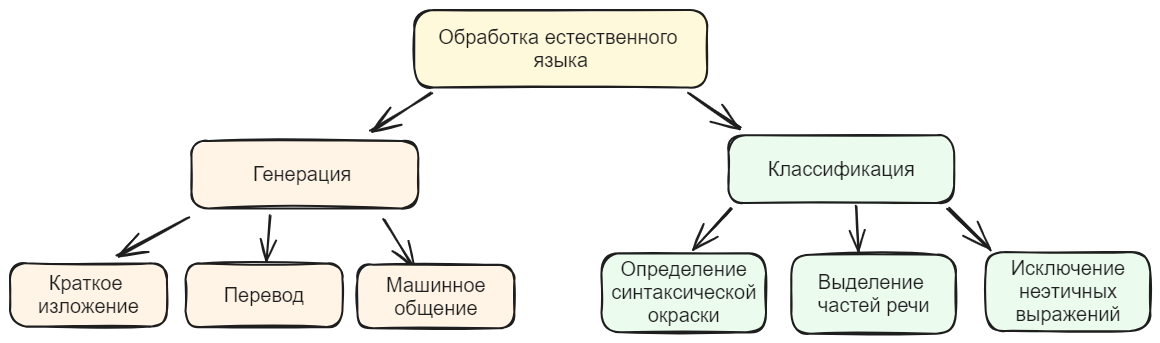 Обработка естественного
языка
Генерация
Классификация
Краткое
изложение
Перевод
Машинное
общение
Определение
синтаксической
окраски
Выделение
частей речи
Исключение
неэтичных
выражений